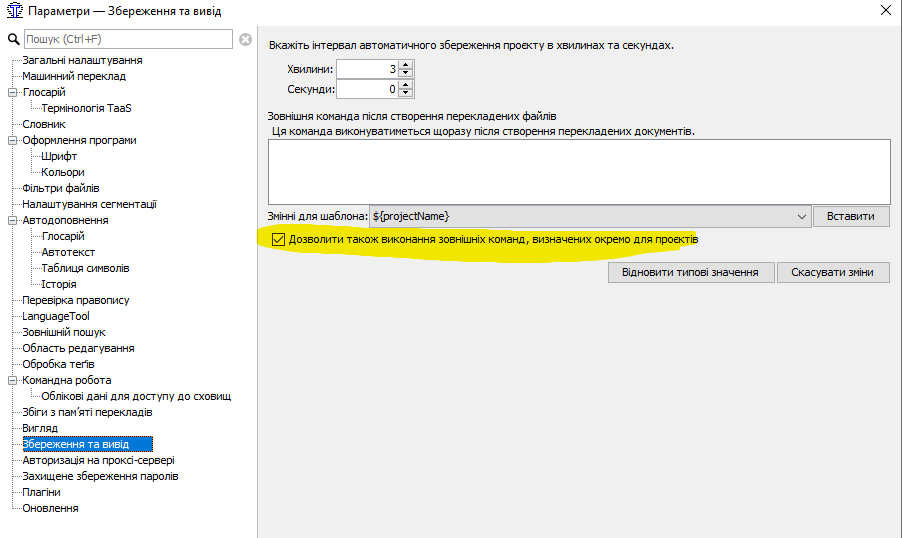 Параметри — Збереження та вивід
Пошук (Ctrl+F)
Загальні налаштування
Машинний переклад
Глосарій
Термінологія TaaS
Словник
Оформлення програми
Шрифт
Кольори
Фільтри файлів
Налаштування сегментації
Автодоповнення
Глосарій
Автотекст
Таблиця символів
Історія
Перевірка правопису
LanguageTool
Зовнішній пошук
Область редагування
Обробка теґів
Командна робота
Облікові дані для доступу до сховищ
Збіги з пам’яті перекладів
Вигляд
Збереження та вивід
Авторизація на проксі-сервері
Захищене збереження паролів
Плагіни
Оновлення
Вкажіть інтервал автоматичного збереження проєкту в хвилинах та секундах.
Хвилини: 3
Секунди: 0
Зовнішня команда після створення перекладених файлів
Ця команда виконуватиметься щоразу після створення перекладених документів.
Змінні для шаблона: ${projectName} Вставити
Дозволити також виконання зовнішніх команд, визначених окремо для проєктів
Відновити типові значення Скасувати зміни